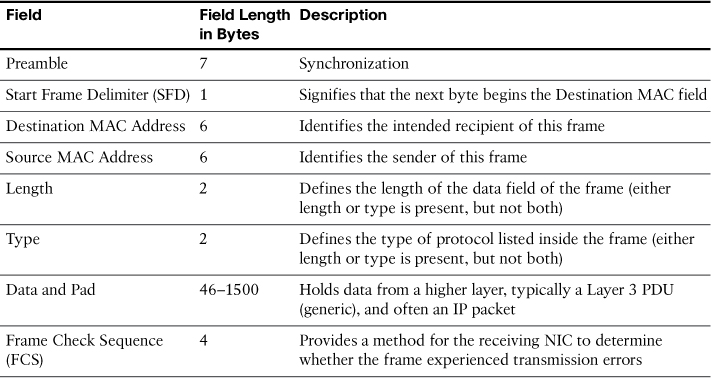 Field Field Length Description
in Bytes
Preamble 7 Synchronization
Start Frame Delimiter (SFD) 1 Signifies that the next byte begins the Destination MAC field
Destination MAC Address 6 Identifies the intended recipient of this frame
Source MAC Address 6 Identifies the sender of this frame
Length 2 Defines the length of the data field of the frame (either
length or type is present, but not both)
Type 2 Defines the type of protocol listed inside the frame (either
length or type is present, but not both)
Data and Pad 46–1500 Holds data from a higher layer, typically a Layer 3 PDU
(generic), and often an IP packet
Frame Check Sequence 4 Provides a method for the receiving NIC to determine
(FCS) whether the frame experienced transmission errors